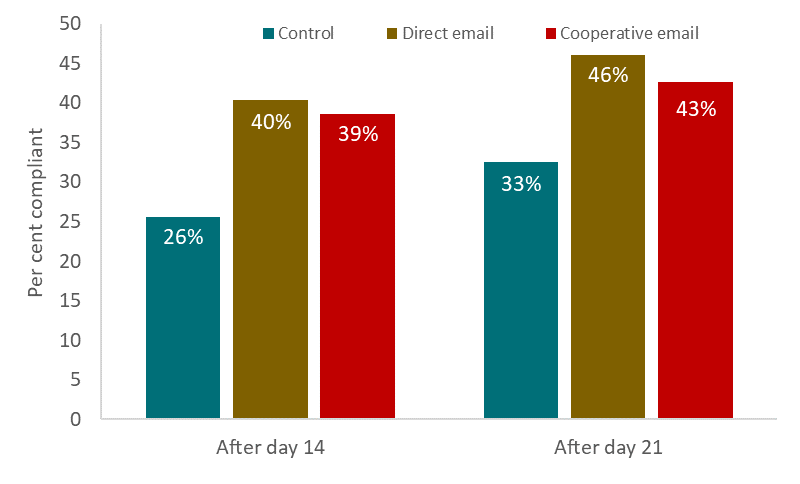 Control Direct email Cooperative email
Per cent compliant
50
45
40
35
30
25
20
15
10
5
0
26% 40% 39%
33% 46% 43%
After day 14 After day 21